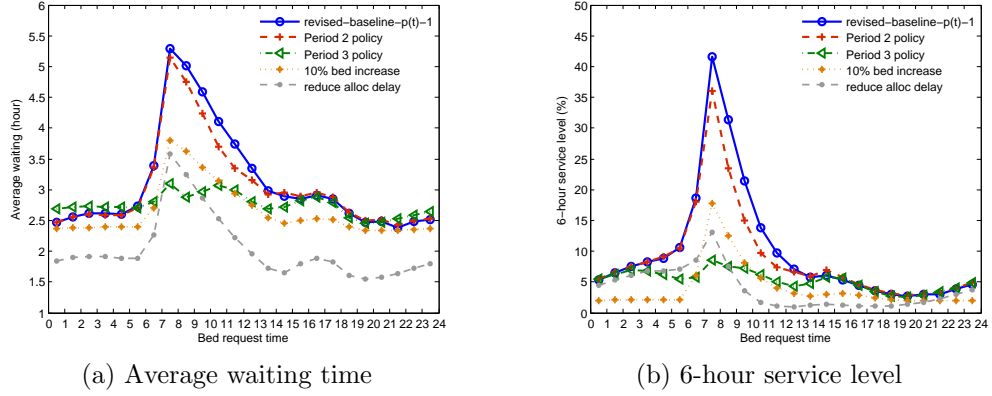 6
5.5
5
4.5
4
3.5
3
2.5
2
1.5
1
Average waiting (hour)
0 1 2 3 4 5 6 7 8 9 10 11 12 13 14 15 16 17 18 19 20 21 22 23 24
Bed request time
revised−baseline−p(t)−1
Period 2 policy
Period 3 policy
10% bed increase
reduce alloc delay
(a) Average waiting time
50
45
40
35
30
25
20
15
10
5
0
6−hour service level (%)
0 1 2 3 4 5 6 7 8 9 10 11 12 13 14 15 16 17 18 19 20 21 22 23 24
Bed request time
revised−baseline−p(t)−1
Period 2 policy
Period 3 policy
10% bed increase
reduce alloc delay
(b) 6-hour service level